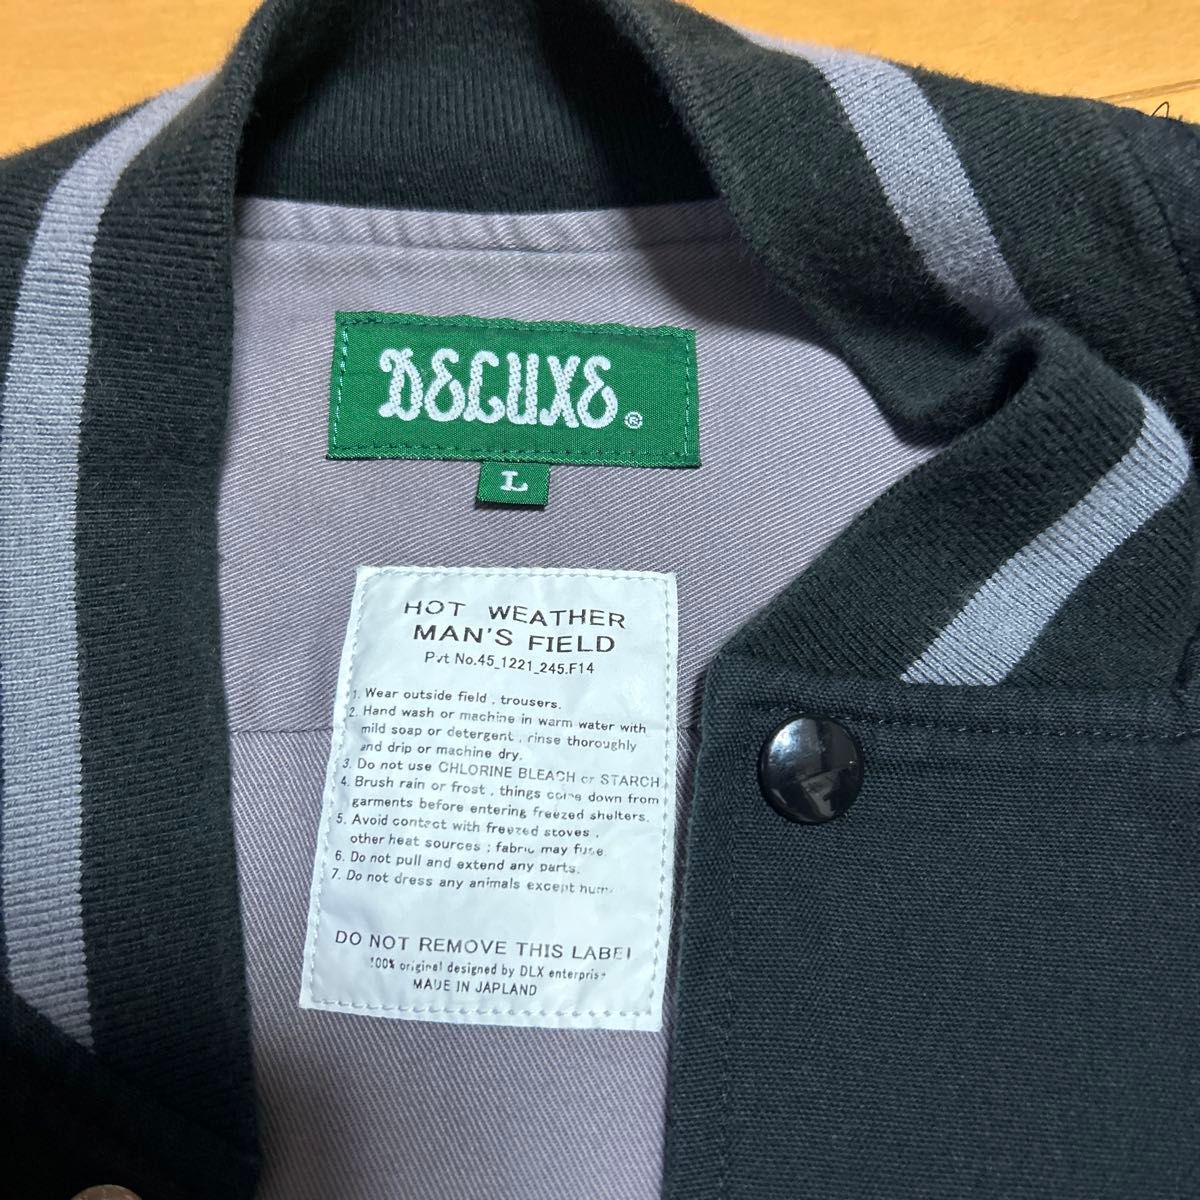 DELUXE®
L
HOT WEATHER
MAN'S FIELD
Pvt No.45_1221_245.F14
1. Wear outside field , trousers.
2. Hand wash or machine in warm water with
mild soap or detergent , rinse thoroughly
and drip or machine dry.
3. Do not use CHLORINE BLEACH or STARCH
4. Brush rain or frost , things come down from
garments before entering freezed shelters.
5. Avoid contact with freezed stoves ,
other heat sources ; fabric may fuse.
6. Do not pull and extend any parts.
7. Do not dress any animals except
DO NOT REMOVE THIS LABEL
100% original designed by DLX enterprise
MADE IN JAPLAND